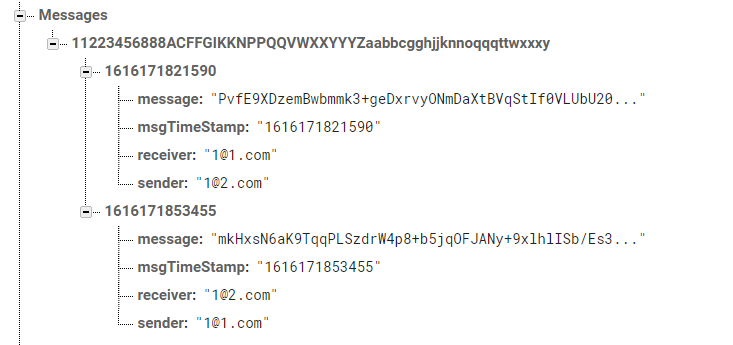 Messages
11223456888ACFFGIKKNPPQQVWXXYYYZaabbcgghjjknnoqqqttwxxxy
1616171821590
message: "PvfE9XDzemBwbmmk3+geDxrvyONmDaXtBVqStIf0VLUbU20..."
msgTimeStamp: "1616171821590"
receiver: "1@1.com"
sender: "1@2.com"
1616171853455
message: "mkHxsN6aK9TqqPLSzdrW4p8+b5jqOFJANy+9xlhlISb/Es3..."
msgTimeStamp: "1616171853455"
receiver: "1@2.com"
sender: "1@1.com"